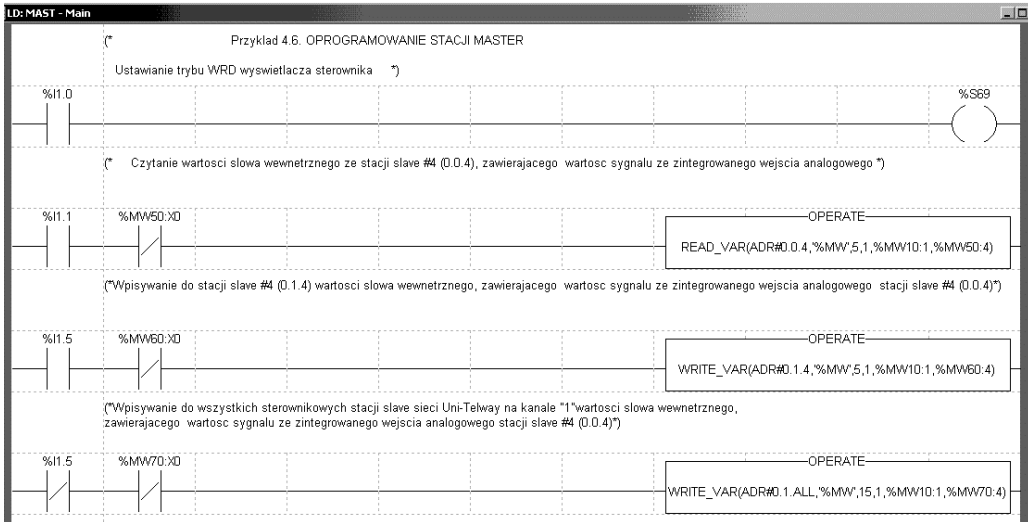 LD: MAST - Main
(* Przyklad 4.6. OPROGRAMOWANIE STACJI MASTER
Ustawianie trybu WRD wyswietlacza sterownika *)
%I1.0 %S69
(* Czytanie wartosci slowa wewnetrznego ze stacji slave #4 (0.0.4), zawierajacego wartosc sygnalu ze zintegrowanego wejscia analogowego *)
%I1.1 %MW50:X0 OPERATE
READ_VAR(ADR#0.0.4,'%MW',5,1,%MW10:1,%MW50:4)
(*Wpisywanie do stacji slave #4 (0.1.4) wartosci slowa wewnetrznego, zawierajacego wartosc sygnalu ze zintegrowanego wejscia analogowego stacji slave #4 (0.0.4)*)
%I1.5 %MW60:X0 OPERATE
WRITE_VAR(ADR#0.1.4,'%MW',5,1,%MW10:1,%MW60:4)
(*Wpisywanie do wszystkich sterownikowych stacji slave sieci Uni-Telway na kanale "1"wartosci slowa wewnetrznego,
zawierajacego wartosc sygnalu ze zintegrowanego wejscia analogowego stacji slave #4 (0.0.4)*)
%I1.5 %MW70:X0 OPERATE
WRITE_VAR(ADR#0.1.ALL,'%MW',15,1,%MW10:1,%MW70:4)